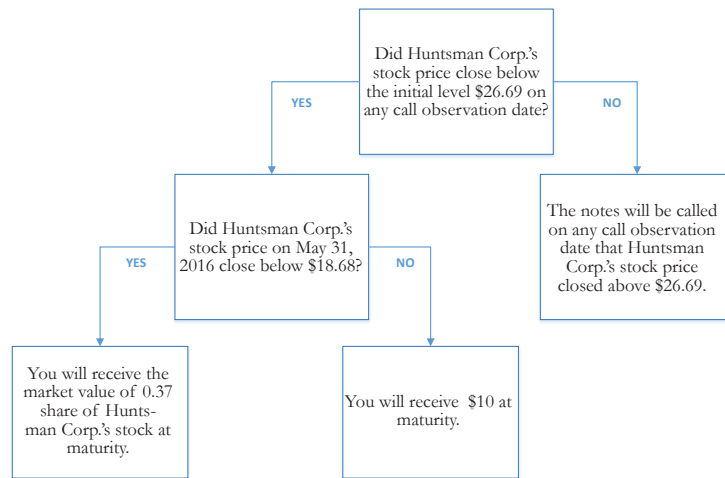 Did Huntsman Corp.'s
stock price close below
the initial level $26.69 on
any call observation date?
YES
NO
Did Huntsman Corp.'s
stock price on May 31,
2016 close below $18.68?
The notes will be called
on any call observation
date that Huntsman
Corp.'s stock price
closed above $26.69.
YES
NO
You will receive the
market value of 0.37
share of Hunts-
man Corp.'s stock at
maturity.
You will receive $10 at
maturity.